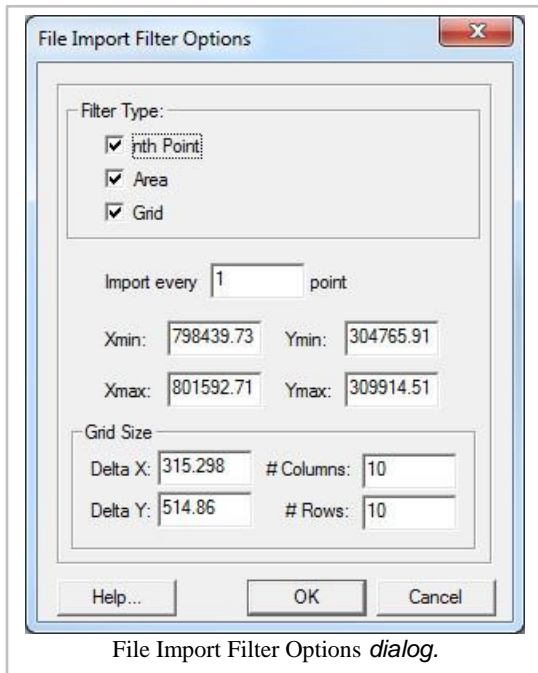 File Import Filter Options
Filter Type:
nth Point
Area
Grid
Import every 1 point
Xmin: 798439.73 Ymin: 304765.91
Xmax: 801592.71 Ymax: 309914.51
Grid Size
Delta X: 315.298 # Columns: 10
Delta Y: 514.86 # Rows: 10
Help... OK Cancel
File Import Filter Options dialog.